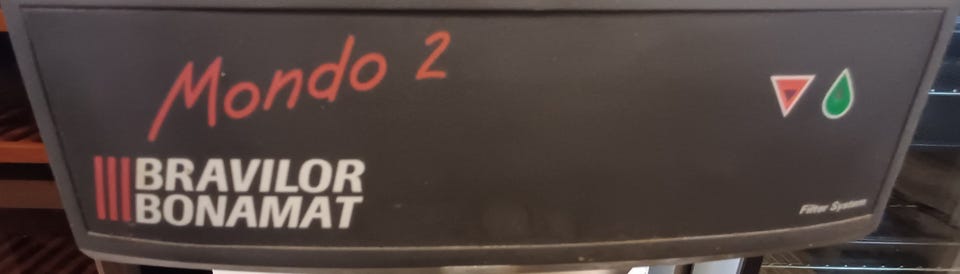 Mondo 2
BRAVILOR
BONAMAT
Filter System